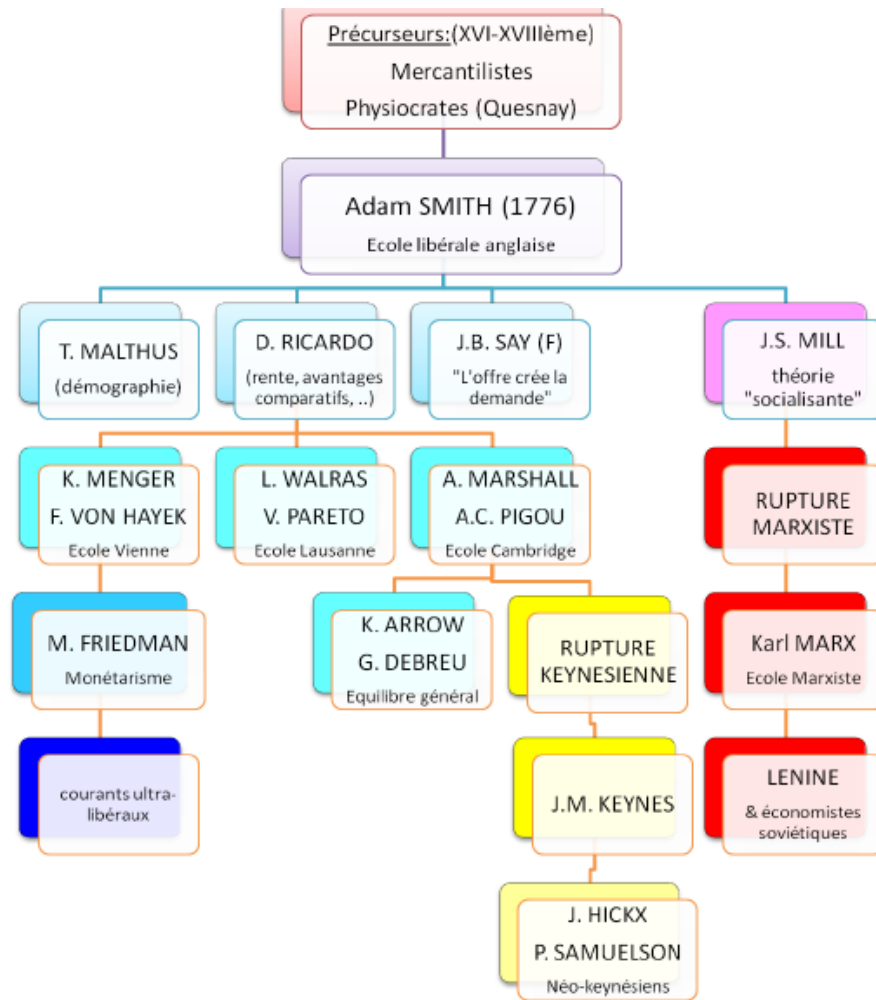 Précurseurs:(XVI-XVIIIème)
Mercantilistes
Physiocrates (Quesnay)
Adam SMITH (1776)
Ecole libérale anglaise
T. MALTHUS
(démographie)
D. RICARDO
(rente, avantages
comparatifs, ..)
J.B. SAY (F)
"L'offre crée la
demande"
J.S. MILL
théorie
"socialisante"
K. MENGER
F. VON HAYEK
Ecole Vienne
L. WALRAS
V. PARETO
Ecole Lausanne
A. MARSHALL
A.C. PIGOU
Ecole Cambridge
RUPTURE
MARXISTE
M. FRIEDMAN
Monétarisme
K. ARROW
G. DEBREU
Equilibre général
RUPTURE
KEYNESIENNE
Karl MARX
Ecole Marxiste
courants ultra-
libéraux
J.M. KEYNES
LENINE
& économistes
soviétiques
J. HICKX
P. SAMUELSON
Néo-keynésiens